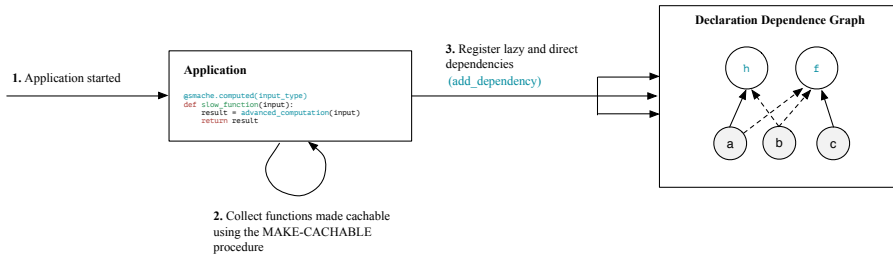 Declaration Dependence Graph
1. Application started
Application
@smache.computed(input_type)
def slow_function(input):
    result = advanced_computation(input)
    return result
3. Register lazy and direct
dependencies
(add_dependency)
h
f
a
b
c
2. Collect functions made cachable
using the MAKE-CACHABLE
procedure